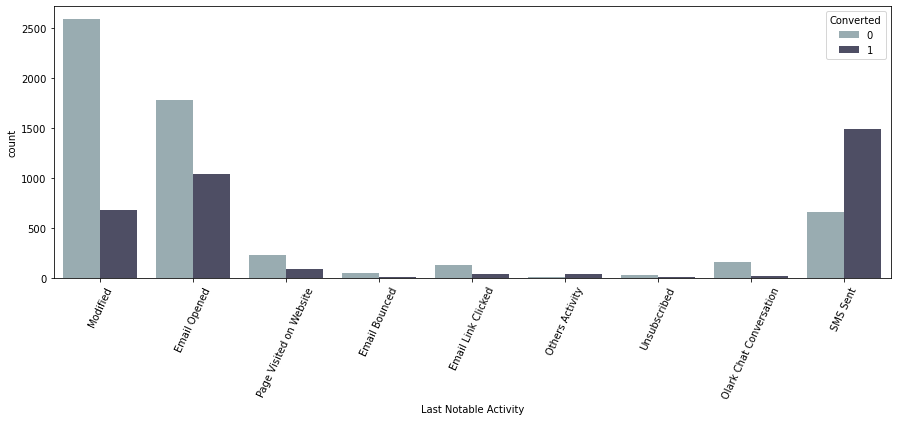 Converted
0
1
2500
2000
1500
1000
500
0
count
Modified
Email Opened
Page Visited on Website
Email Bounced
Email Link Clicked
Others Activity
Unsubscribed
Olark Chat Conversation
SMS Sent
Last Notable Activity